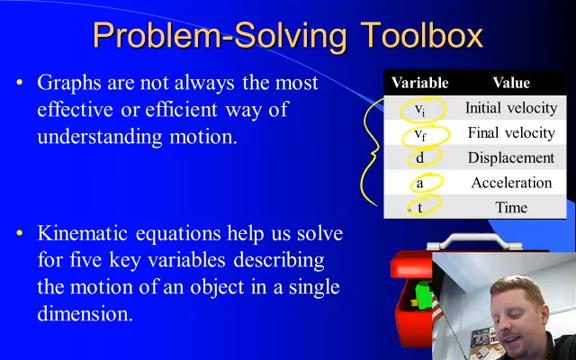 Problem-Solving Toolbox
• Graphs are not always the most
effective or efficient way of
understanding motion.
• Kinematic equations help us solve
for five key variables describing
the motion of an object in a single
dimension.
Variable Value
vi Initial velocity
vf Final velocity
d Displacement
a Acceleration
t Time